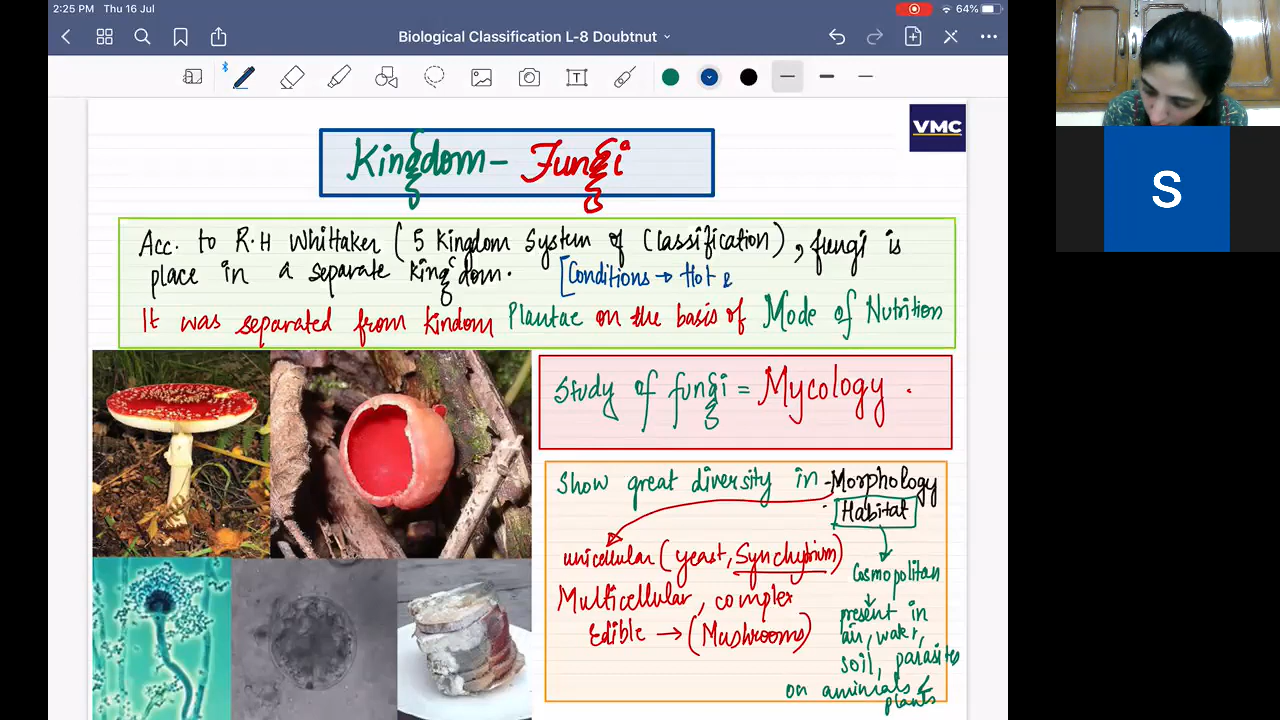 2:25 PM Thu 16 Jul
64%
Biological Classification L-8 Doubtnut
T
VMC
Kingdom - Fungi
Acc. to R.H Whittaker (5 Kingdom System of Classification), fungi is
place in a separate Kingdom.
[Conditions → Hot &
It was separated from kindom Plantae on the basis of Mode of Nutrition
Study of fungi = Mycology.
Show great diversity in - Morphology
Habitat
unicellular (yeast, Synchytrium)
Multicellular, complex
Edible → (Mushrooms)
Cosmopolitan
present in
air, water,
soil, parasites
on animals &
plants
S